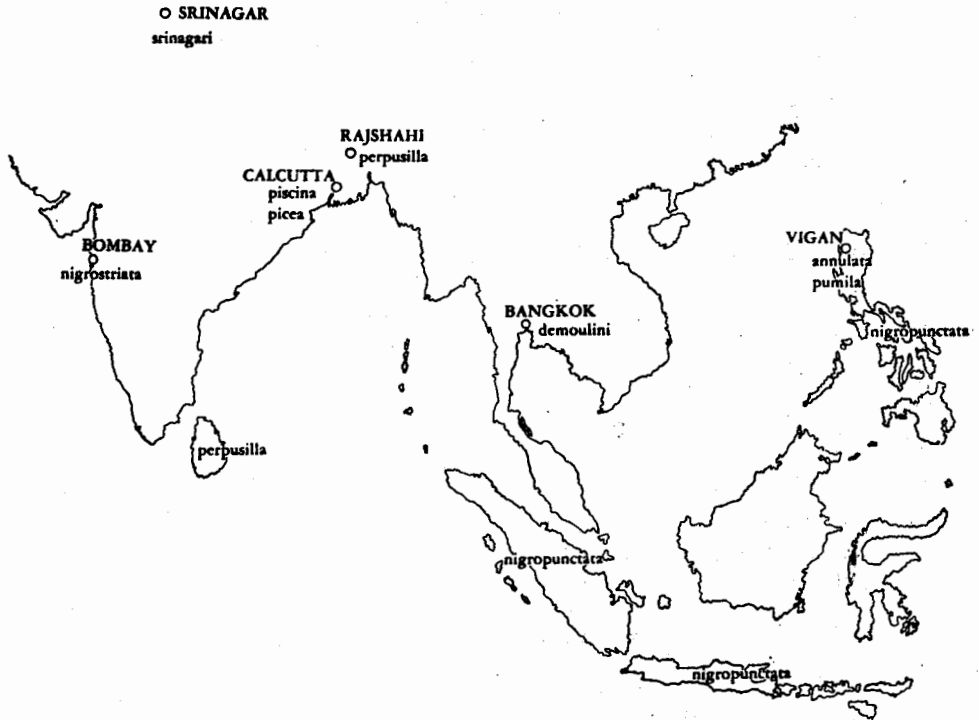 SRINAGAR
srinagari
RAJSHAHI
perpusilla
CALCUTTA
piscina
picea
BOMBAY
nigrostriata
VIGAN
annulata
pumila
BANGKOK
demoulini
nigropunctata
perpusilla
nigropunctata
nigropunctata